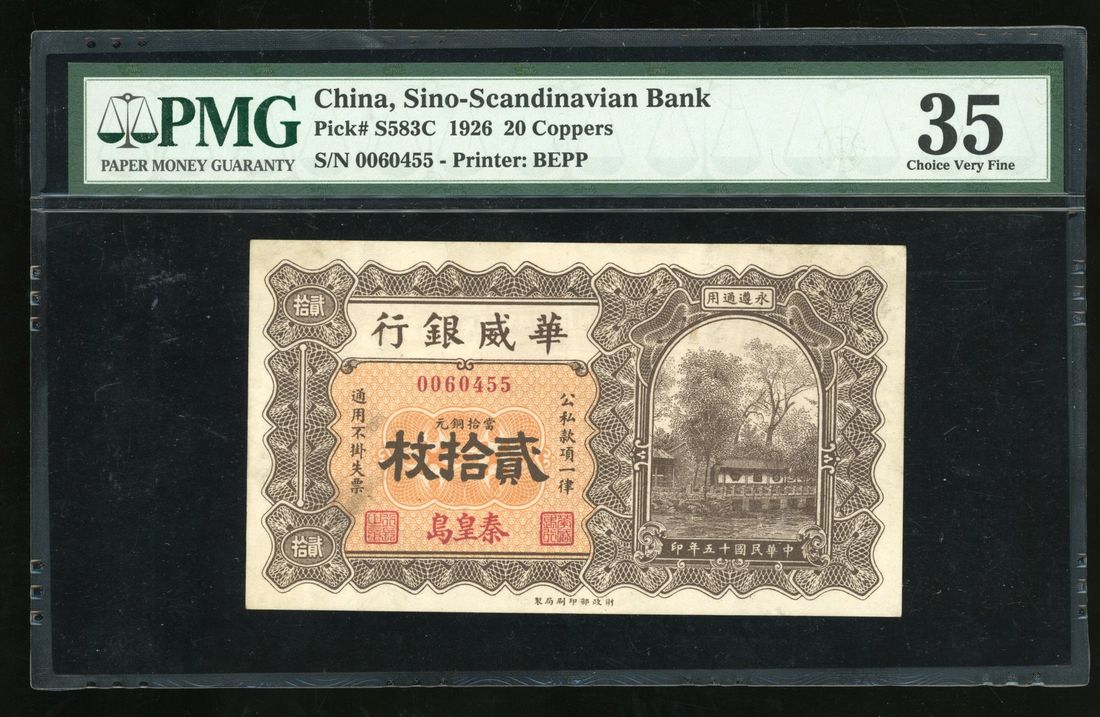 PMG
PAPER MONEY GUARANTY
China, Sino-Scandinavian Bank
Pick# S583C 1926 20 Coppers
S/N 0060455 - Printer: BEPP
35
Choice Very Fine
永遵通用
貳拾
華威銀行
0060455
公私款項一律
通用不掛失票
當拾銅元
貳拾枚
秦皇島
貳拾
中華民國十五年印
財政部印刷局製